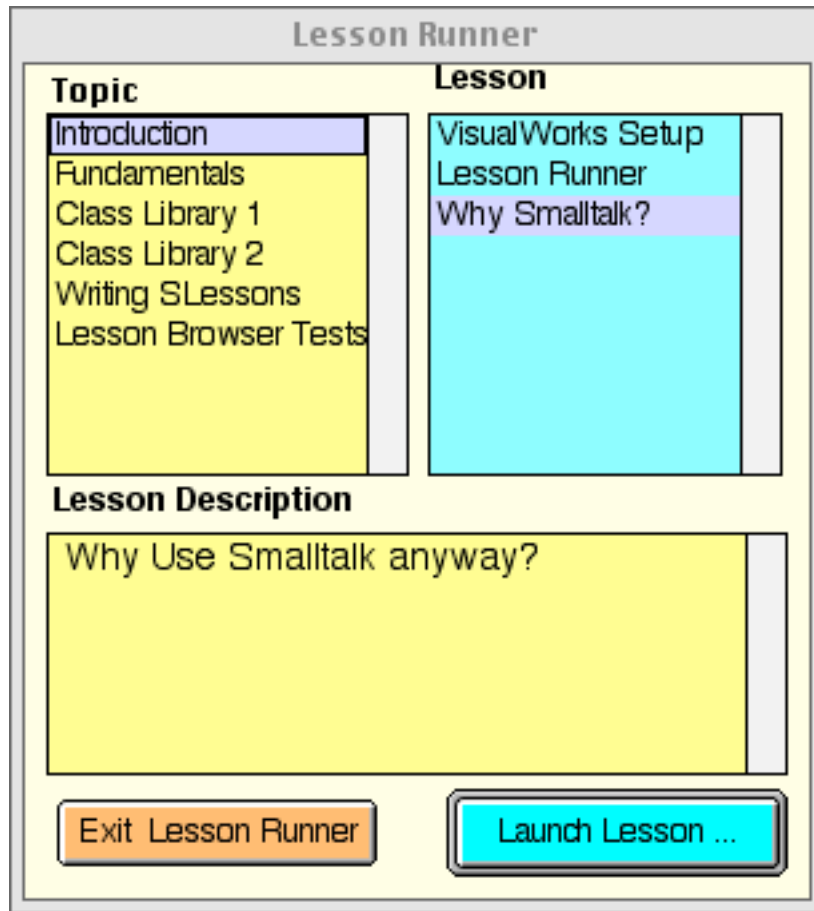 Lesson Runner
Topic
Introduction
Fundamentals
Class Library 1
Class Library 2
Writing SLessons
Lesson Browser Tests
Lesson
VisualWorks Setup
Lesson Runner
Why Smalltalk?
Lesson Description
Why Use Smalltalk anyway?
Exit Lesson Runner
Launch Lesson ...